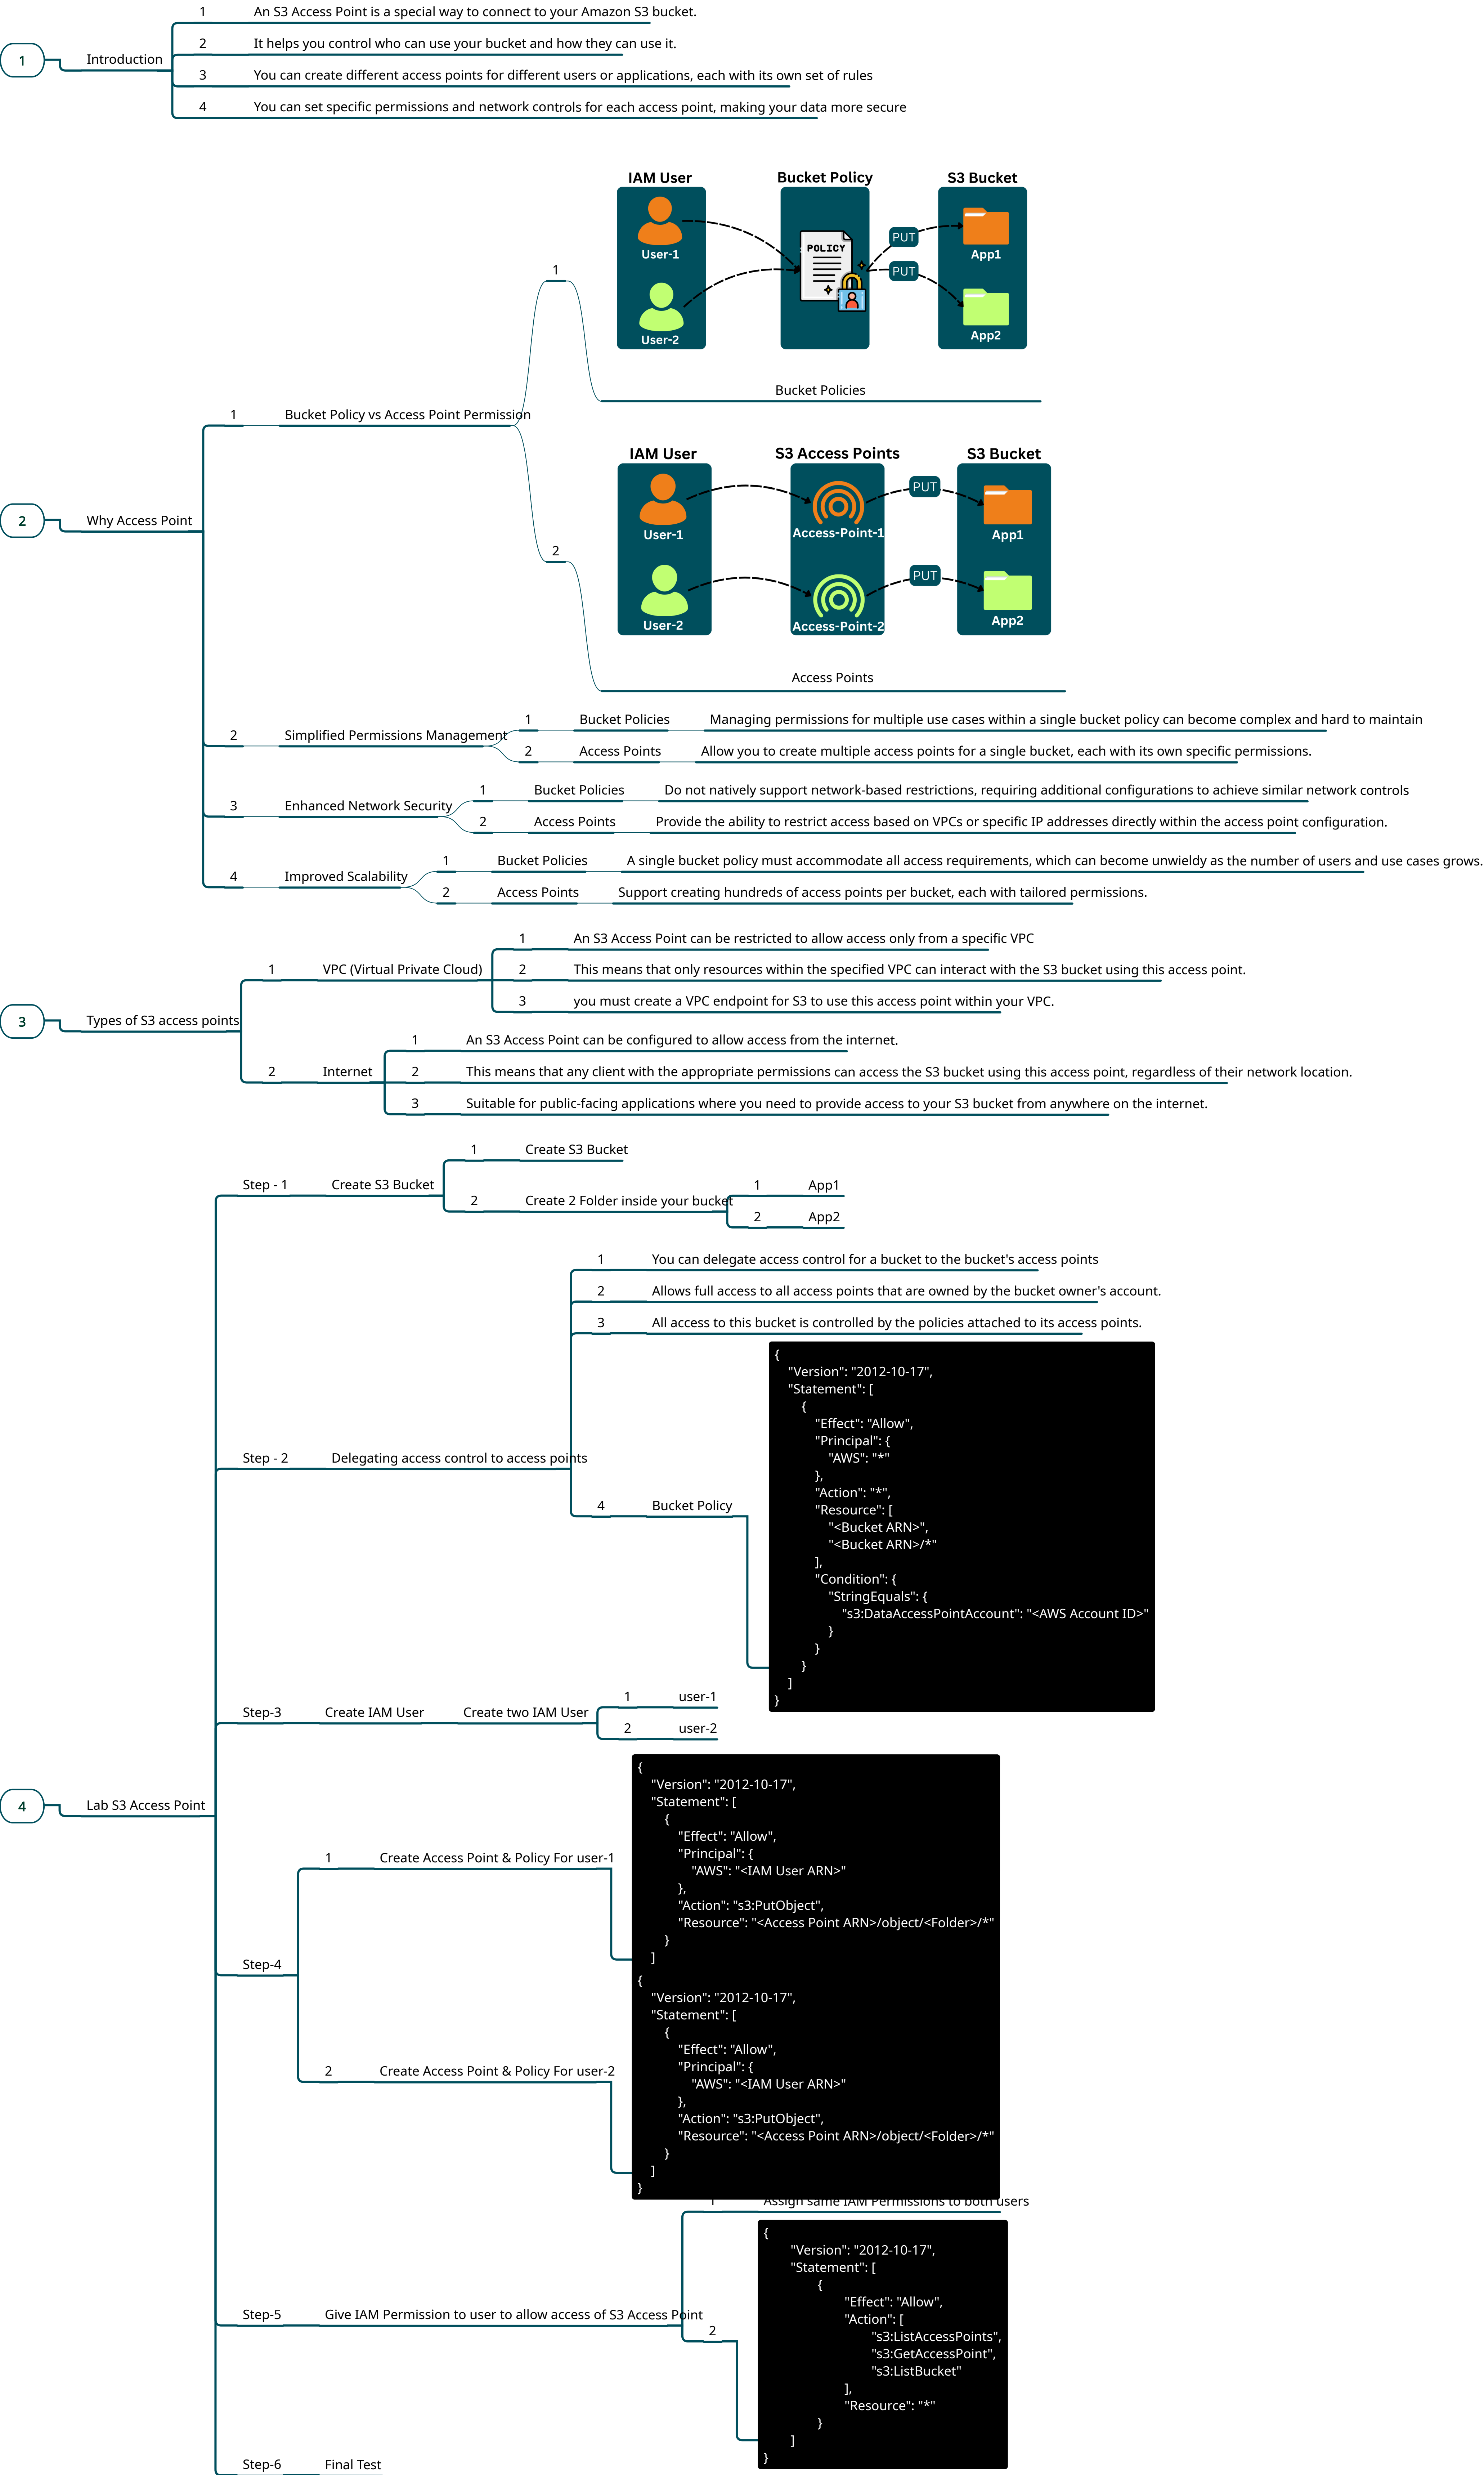 1
Introduction
1 An S3 Access Point is a special way to connect to your Amazon S3 bucket.
2 It helps you control who can use your bucket and how they can use it.
3 You can create different access points for different users or applications, each with its own set of rules
4 You can set specific permissions and network controls for each access point, making your data more secure
2
Why Access Point
1 Bucket Policy vs Access Point Permission
1
IAM User Bucket Policy S3 Bucket
User-1
User-2
POLICY
PUT
PUT
App1
App2
Bucket Policies
2
IAM User S3 Access Points S3 Bucket
User-1
User-2
Access-Point-1
Access-Point-2
PUT
PUT
App1
App2
Access Points
2 Simplified Permissions Management
1 Bucket Policies Managing permissions for multiple use cases within a single bucket policy can become complex and hard to maintain
2 Access Points Allow you to create multiple access points for a single bucket, each with its own specific permissions.
3 Enhanced Network Security
1 Bucket Policies Do not natively support network-based restrictions, requiring additional configurations to achieve similar network controls
2 Access Points Provide the ability to restrict access based on VPCs or specific IP addresses directly within the access point configuration.
4 Improved Scalability
1 Bucket Policies A single bucket policy must accommodate all access requirements, which can become unwieldy as the number of users and use cases grows.
2 Access Points Support creating hundreds of access points per bucket, each with tailored permissions.
3
Types of S3 access points
1 VPC (Virtual Private Cloud)
1 An S3 Access Point can be restricted to allow access only from a specific VPC
2 This means that only resources within the specified VPC can interact with the S3 bucket using this access point.
3 you must create a VPC endpoint for S3 to use this access point within your VPC.
2 Internet
1 An S3 Access Point can be configured to allow access from the internet.
2 This means that any client with the appropriate permissions can access the S3 bucket using this access point, regardless of their network location.
3 Suitable for public-facing applications where you need to provide access to your S3 bucket from anywhere on the internet.
4
Lab S3 Access Point
Step - 1 Create S3 Bucket
1 Create S3 Bucket
2 Create 2 Folder inside your bucket
1 App1
2 App2
Step - 2 Delegating access control to access points
1 You can delegate access control for a bucket to the bucket's access points
2 Allows full access to all access points that are owned by the bucket owner's account.
3 All access to this bucket is controlled by the policies attached to its access points.
4 Bucket Policy
{
"Version": "2012-10-17",
"Statement": [
{
"Effect": "Allow",
"Principal": {
"AWS": "*"
},
"Action": "*",
"Resource": [
"<Bucket ARN>",
"<Bucket ARN>/*"
],
"Condition": {
"StringEquals": {
"s3:DataAccessPointAccount": "<AWS Account ID>"
}
}
}
]
}
Step-3 Create IAM User Create two IAM User
1 user-1
2 user-2
Step-4
1 Create Access Point & Policy For user-1
{
"Version": "2012-10-17",
"Statement": [
{
"Effect": "Allow",
"Principal": {
"AWS": "<IAM User ARN>"
},
"Action": "s3:PutObject",
"Resource": "<Access Point ARN>/object/<Folder>/*"
}
]
2 Create Access Point & Policy For user-2
{
"Version": "2012-10-17",
"Statement": [
{
"Effect": "Allow",
"Principal": {
"AWS": "<IAM User ARN>"
},
"Action": "s3:PutObject",
"Resource": "<Access Point ARN>/object/<Folder>/*"
}
]
}
Step-5 Give IAM Permission to user to allow access of S3 Access Point
1 Assign same IAM Permissions to both users
2
{
"Version": "2012-10-17",
"Statement": [
{
"Effect": "Allow",
"Action": [
"s3:ListAccessPoints",
"s3:GetAccessPoint",
"s3:ListBucket"
],
"Resource": "*"
}
]
}
Step-6 Final Test